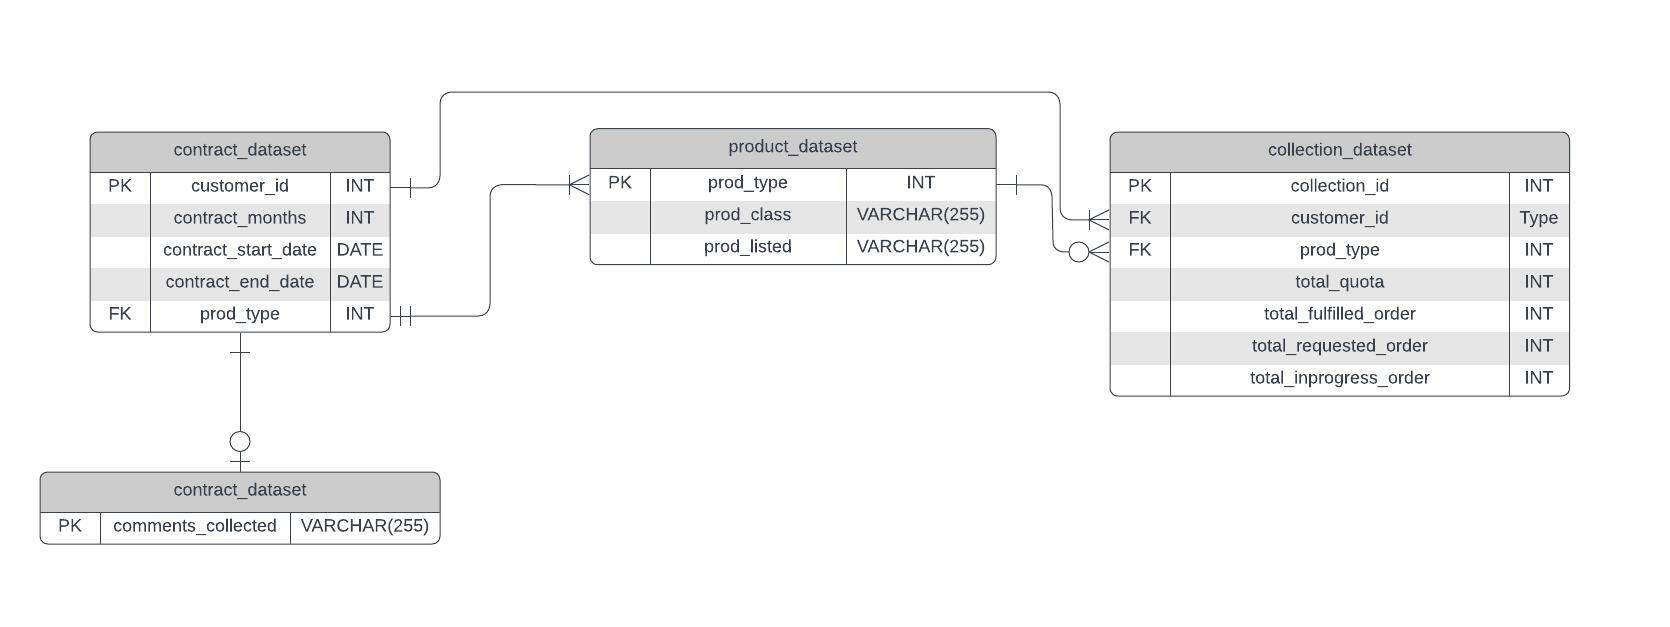 contract_dataset
PK customer_id INT
contract_months INT
contract_start_date DATE
contract_end_date DATE
FK prod_type INT
product_dataset
PK prod_type INT
prod_class VARCHAR(255)
prod_listed VARCHAR(255)
collection_dataset
PK collection_id INT
FK customer_id Type
FK prod_type INT
total_quota INT
total_fulfilled_order INT
total_requested_order INT
total_inprogress_order INT
contract_dataset
PK comments_collected VARCHAR(255)